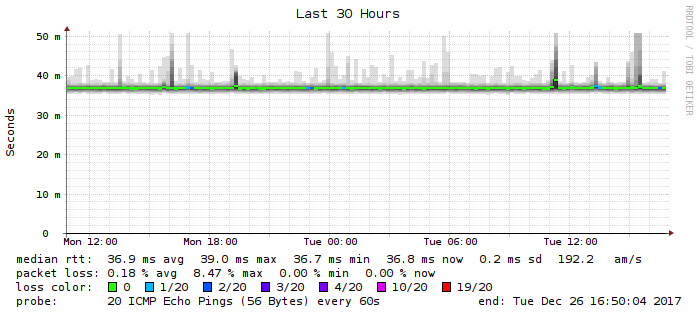 Last 30 Hours
RRDTOOL / TOBI OETIKER
Seconds
50 m
40 m
30 m
20 m
10 m
0
Mon 12:00 Mon 18:00 Tue 00:00 Tue 06:00 Tue 12:00
median rtt: 36.9 ms avg 39.0 ms max 36.7 ms min 36.8 ms now 0.2 ms sd 192.2 am/s
packet loss: 0.18 % avg 8.47 % max 0.00 % min 0.00 % now
loss color: 0 1/20 2/20 3/20 4/20 10/20 19/20
probe: 20 ICMP Echo Pings (56 Bytes) every 60s end: Tue Dec 26 16:50:04 2017